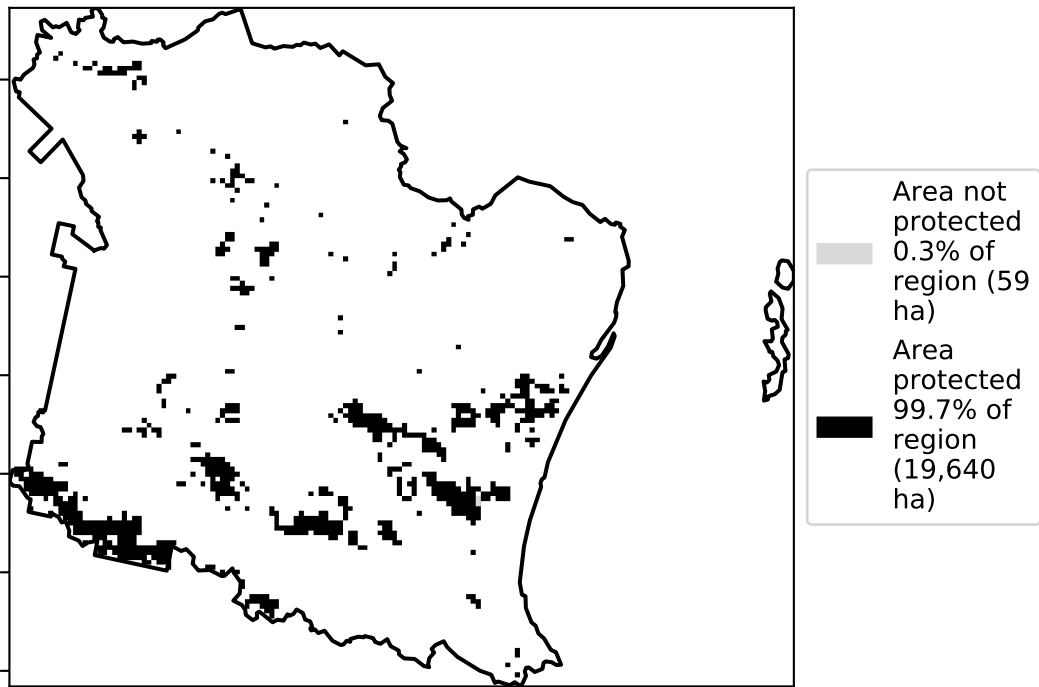 Area not
protected
0.3% of
region (59
ha)
Area
protected
99.7% of
region
(19,640
ha)